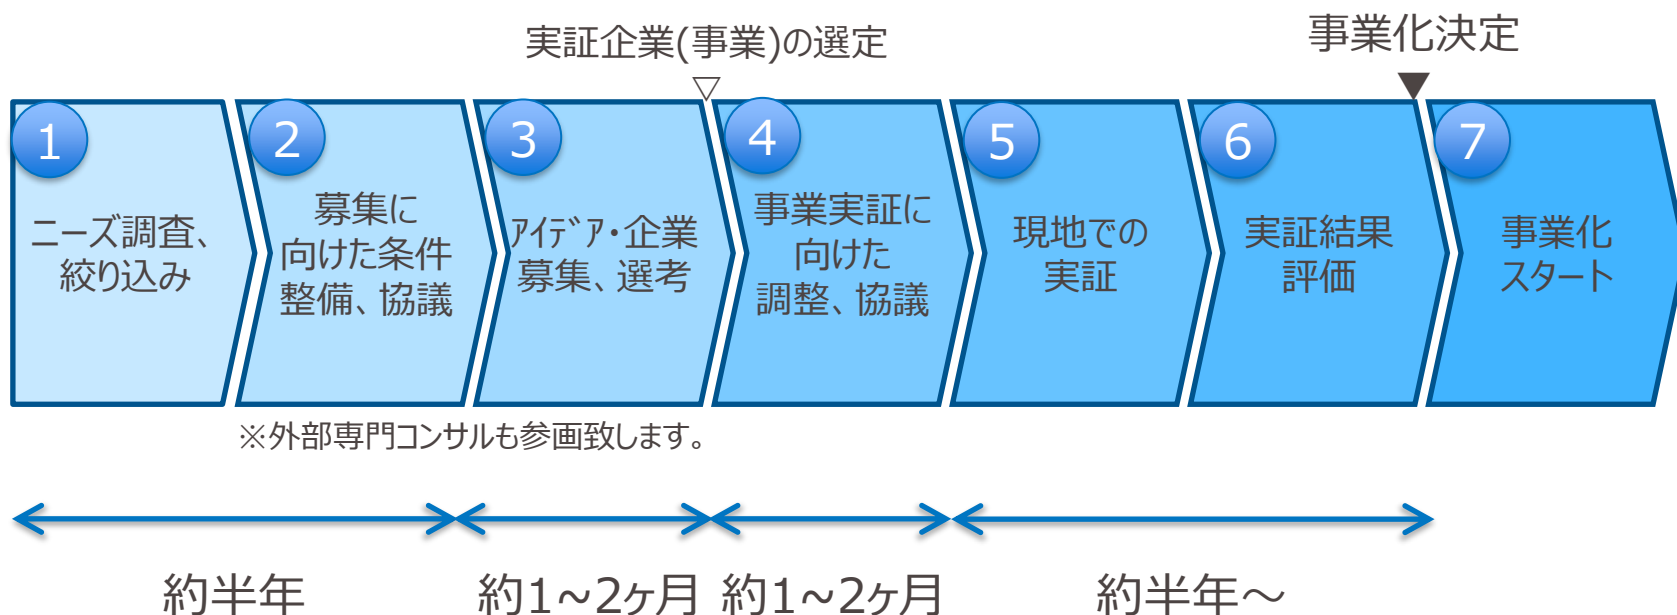 実証企業(事業)の選定
事業化決定
1
ニーズ調査、
絞り込み
2
募集に
向けた条件
整備、協議
3
ｱｲﾃﾞｱ・企業
募集、選考
4
事業実証に
向けた
調整、協議
5
現地での
実証
6
実証結果
評価
7
事業化
スタート
※外部専門コンサルも参画致します。
約半年
約1~2ヶ月
約1~2ヶ月
約半年～